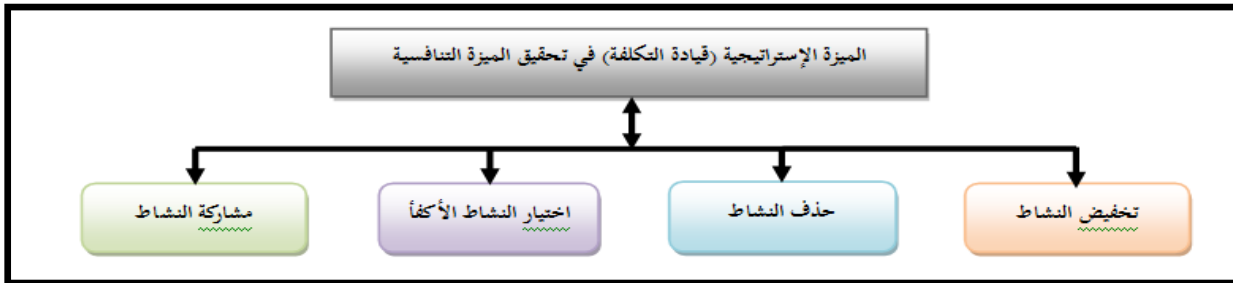 الميزة الإستراتيجية (قيادة التكلفة) في تحقيق الميزة التنافسية
تخفيض النشاط
حذف النشاط
اختيار النشاط الأكفأ
مشاركة النشاط